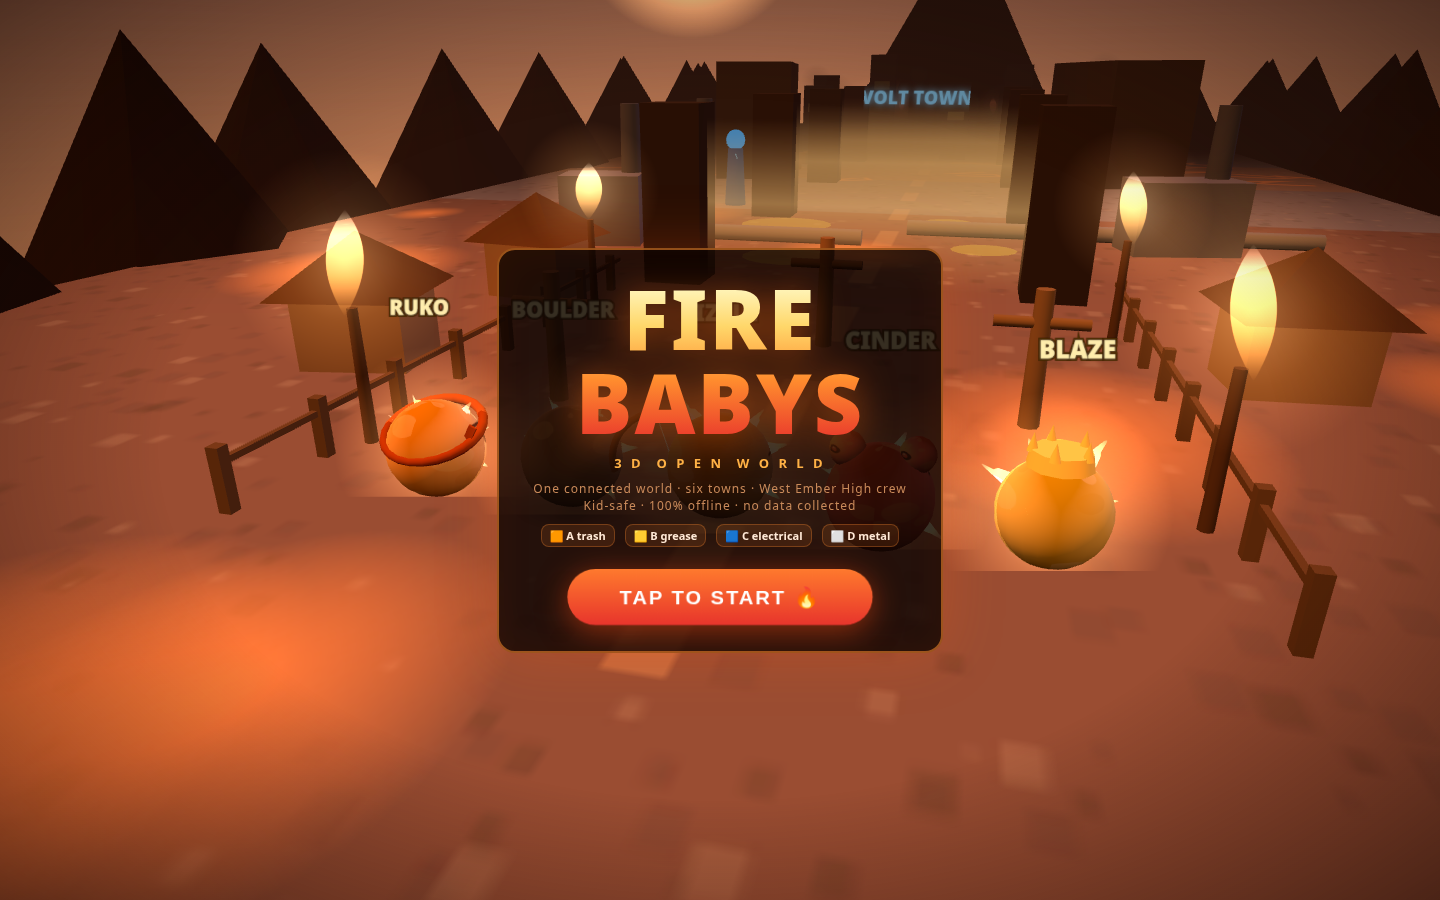 VOLT TOWN
RUKO
BOULDER
CINDER
BLAZE
FIRE
BABYS
3D OPEN WORLD
One connected world · six towns · West Ember High crew
Kid-safe · 100% offline · no data collected
🟧 A trash 🟨 B grease 🟦 C electrical ⬜ D metal
TAP TO START 🔥